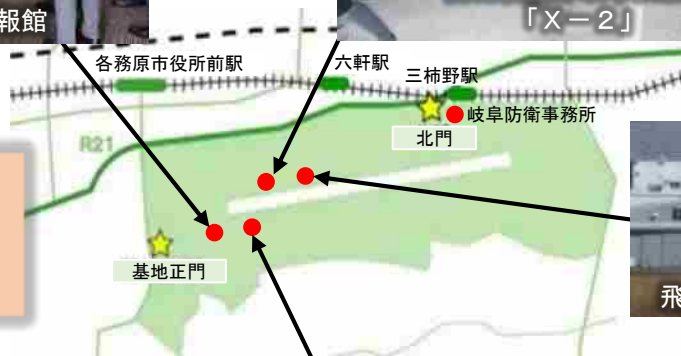 報館
「X－2」
各務原市役所前駅
六軒駅
三柿野駅
岐阜防衛事務所
北門
R21
基地正門
飛